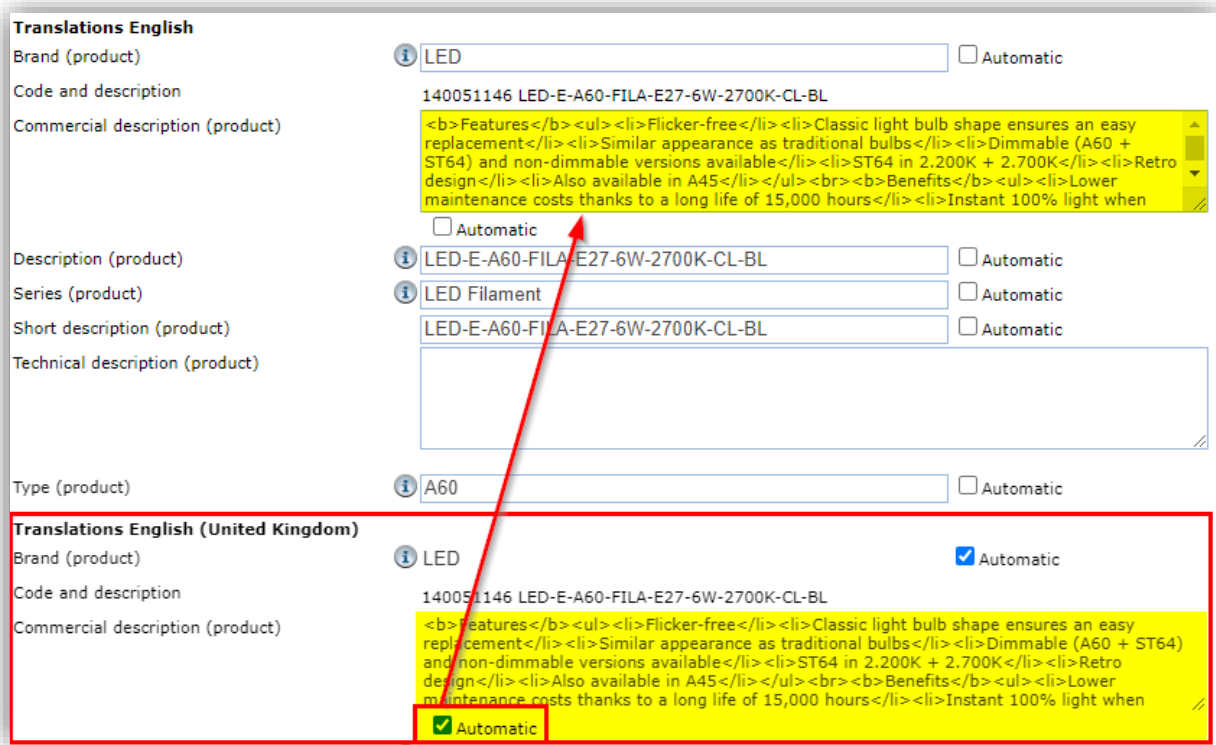 Translations English
Brand (product) LED Automatic
Code and description 140051146 LED-E-A60-FILA-E27-6W-2700K-CL-BL
Commercial description (product) <b>Features</b><ul><li>Flicker-free</li><li>Classic light bulb shape ensures an easy
replacement</li><li>Similar appearance as traditional bulbs</li><li>Dimmable (A60 +
ST64) and non-dimmable versions available</li><li>ST64 in 2.200K + 2.700K</li><li>Retro
design</li><li>Also available in A45</li></ul><br><b>Benefits</b><ul><li>Lower
maintenance costs thanks to a long life of 15,000 hours</li><li>Instant 100% light when
Automatic
Description (product) LED-E-A60-FILA-E27-6W-2700K-CL-BL Automatic
Series (product) LED Filament Automatic
Short description (product) LED-E-A60-FILA-E27-6W-2700K-CL-BL Automatic
Technical description (product)
Type (product) A60 Automatic
Translations English (United Kingdom)
Brand (product) LED Automatic
Code and description 140051146 LED-E-A60-FILA-E27-6W-2700K-CL-BL
Commercial description (product) <b>Features</b><ul><li>Flicker-free</li><li>Classic light bulb shape ensures an easy
replacement</li><li>Similar appearance as traditional bulbs</li><li>Dimmable (A60 + ST64)
and non-dimmable versions available</li><li>ST64 in 2.200K + 2.700K</li><li>Retro
design</li><li>Also available in A45</li></ul><br><b>Benefits</b><ul><li>Lower
maintenance costs thanks to a long life of 15,000 hours</li><li>Instant 100% light when
Automatic